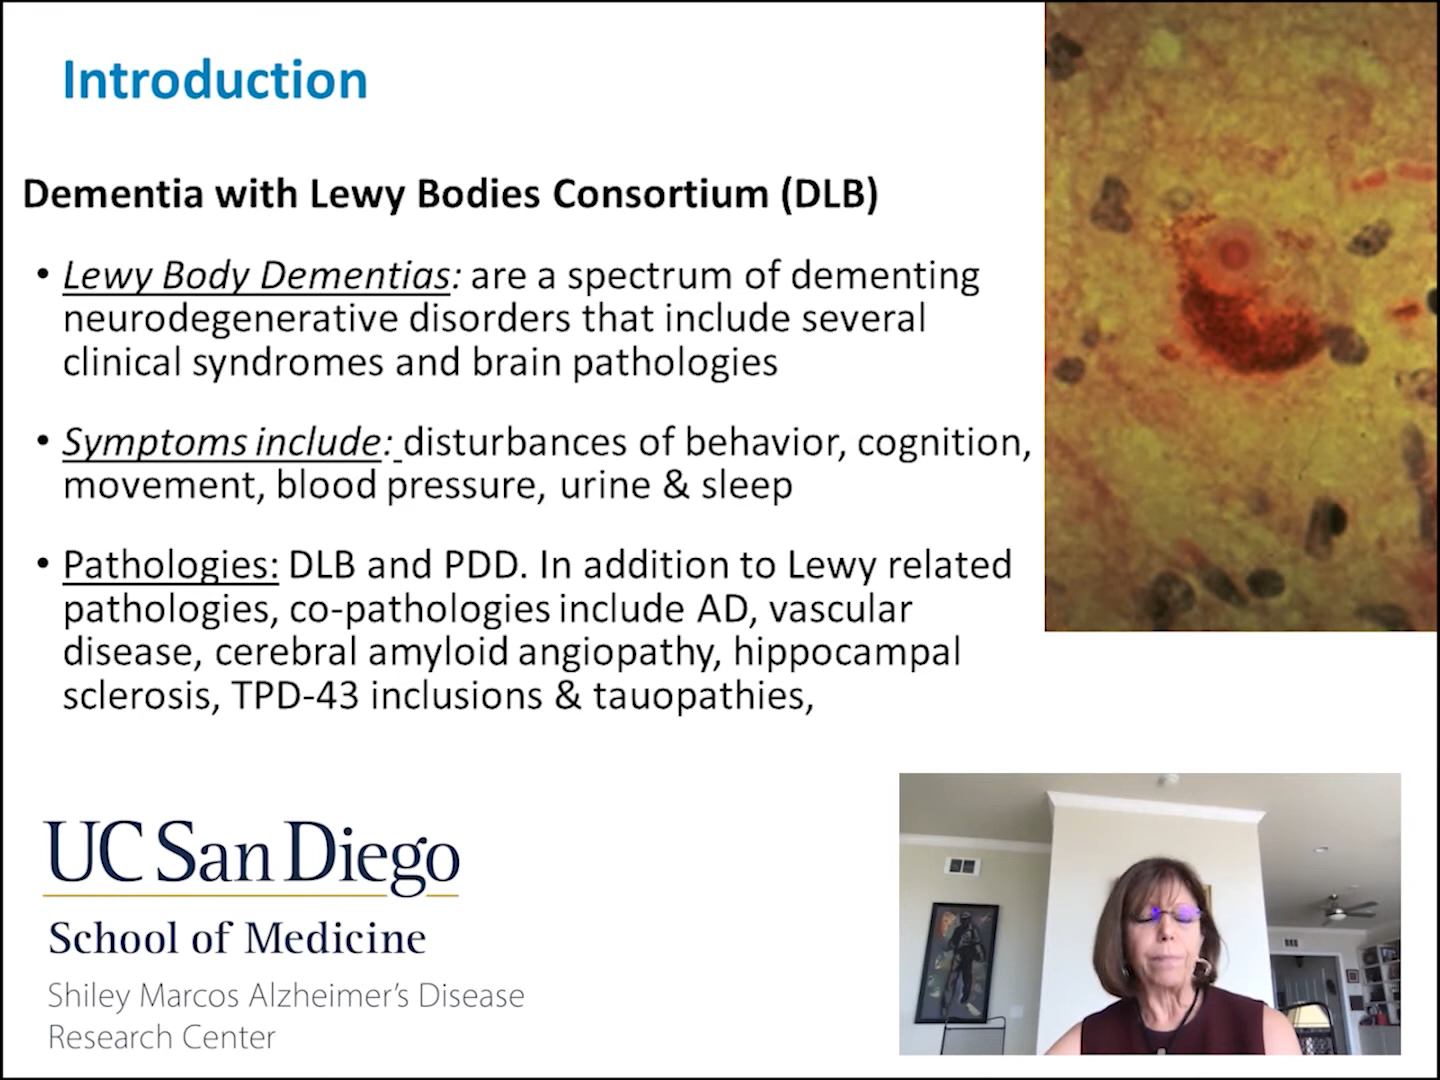 Introduction
Dementia with Lewy Bodies Consortium (DLB)
• Lewy Body Dementias: are a spectrum of dementing
neurodegenerative disorders that include several
clinical syndromes and brain pathologies
• Symptoms include: disturbances of behavior, cognition,
movement, blood pressure, urine & sleep
• Pathologies: DLB and PDD. In addition to Lewy related
pathologies, co-pathologies include AD, vascular
disease, cerebral amyloid angiopathy, hippocampal
sclerosis, TPD-43 inclusions & tauopathies,
UC San Diego
School of Medicine
Shiley Marcos Alzheimer’s Disease
Research Center